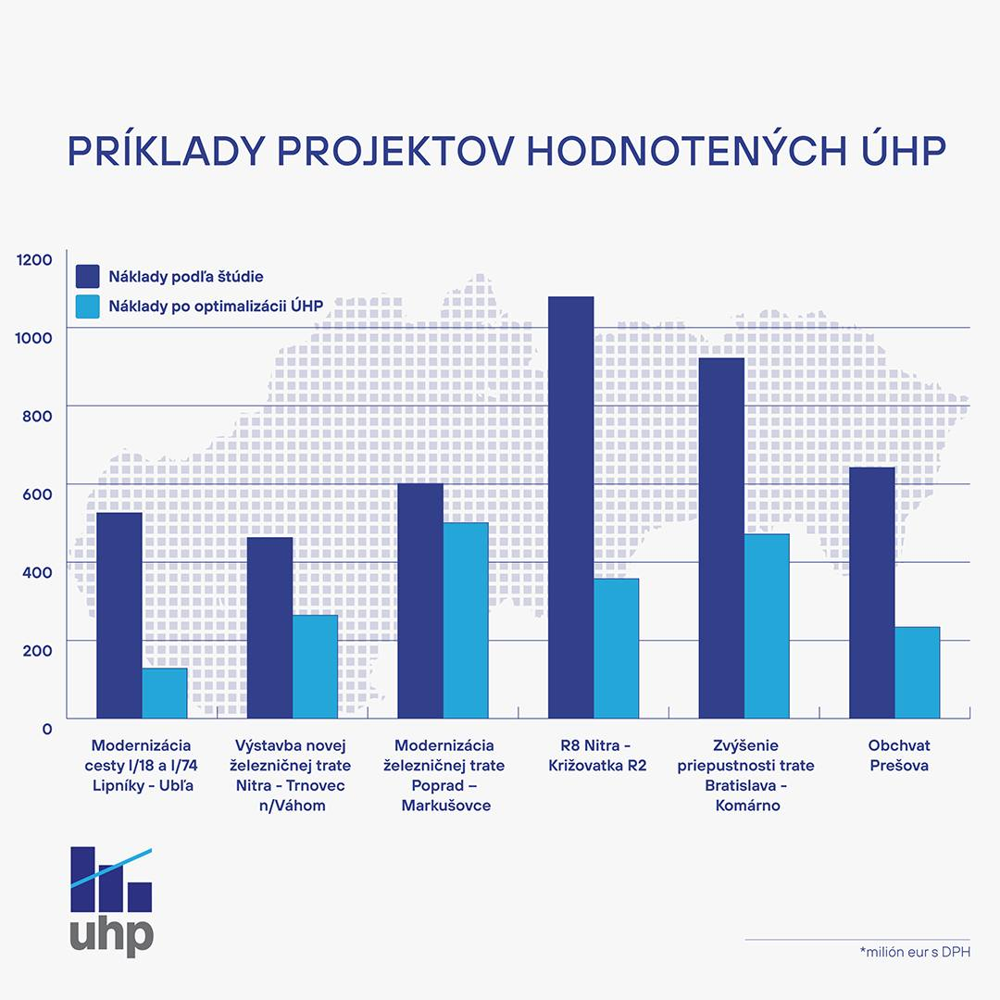 PRÍKLADY PROJEKTOV HODNOTENÝCH ÚHP
1200
1000
800
600
400
200
0
Náklady podľa štúdie
Náklady po optimalizácii ÚHP
Modernizácia
cesty I/18 a I/74
Lipníky - Ubľa
Výstavba novej
železničnej trate
Nitra - Trnovec
n/Váhom
Modernizácia
železničnej trate
Poprad –
Markušovce
R8 Nitra -
Križovatka R2
Zvýšenie
priepustnosti trate
Bratislava -
Komárno
Obchvat
Prešova
uhp
*milión eur s DPH